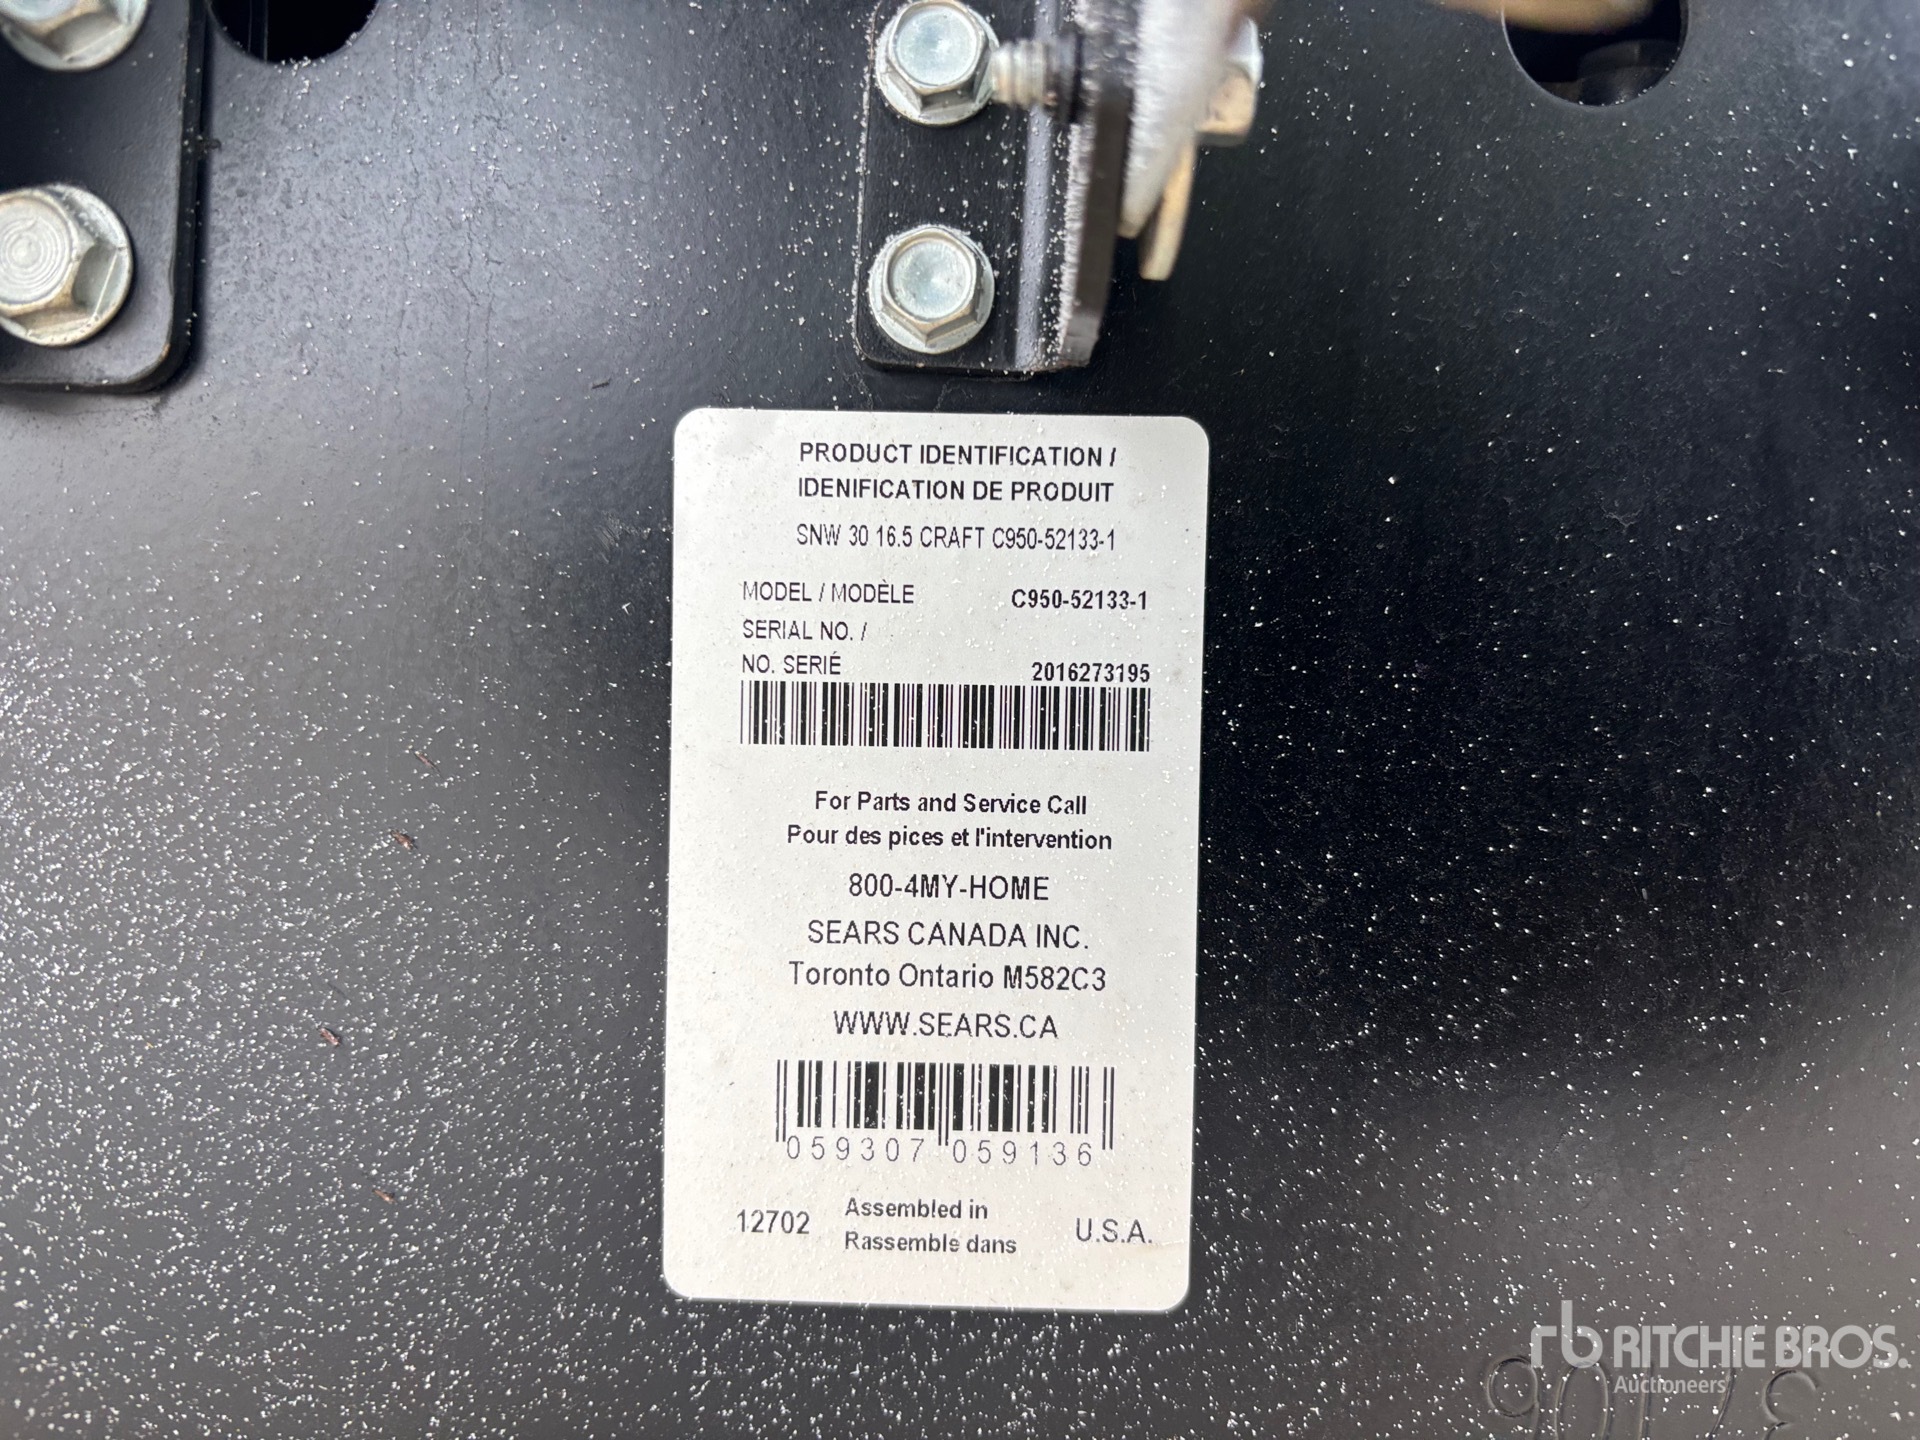 PRODUCT IDENTIFICATION /
IDENIFICATION DE PRODUIT
SNW 30 16.5 CRAFT C950-52133-1
MODEL / MODÈLE C950-52133-1
SERIAL NO. /
NO. SERIÉ 2016273195
For Parts and Service Call
Pour des pices et l'intervention
800-4MY-HOME
SEARS CANADA INC.
Toronto Ontario M582C3
WWW.SEARS.CA
059307 059136
12702 Assembled in U.S.A.
Rassemble dans
rb RITCHIE BROS.
Auctioneers